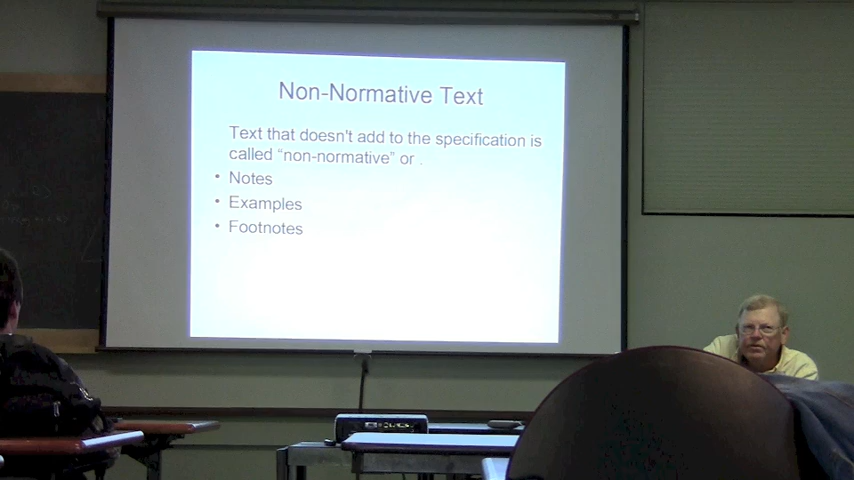 Non-Normative Text
Text that doesn't add to the specification is
called “non-normative” or .
• Notes
• Examples
• Footnotes